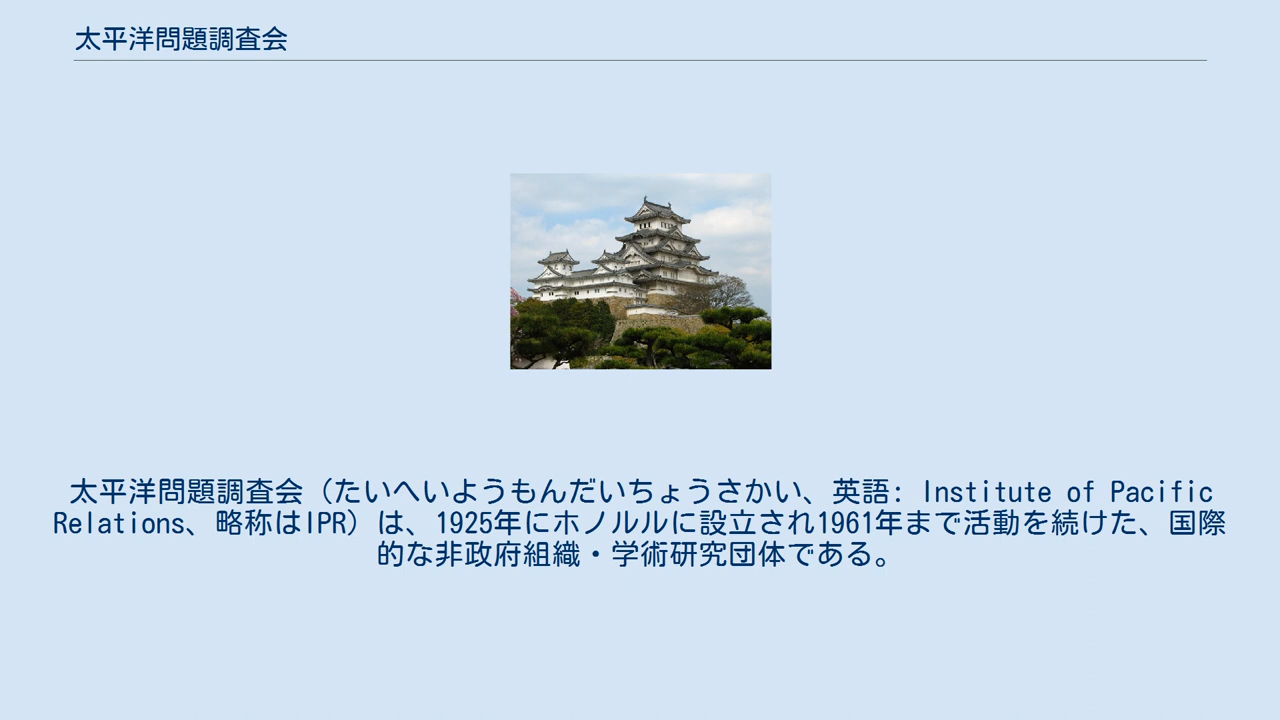 太平洋問題調査会
太平洋問題調査会（たいへいようもんだいちょうさかい、英語: Institute of Pacific
Relations、略称はIPR）は、1925年にホノルルに設立され1961年まで活動を続けた、国際
的な非政府組織・学術研究団体である。